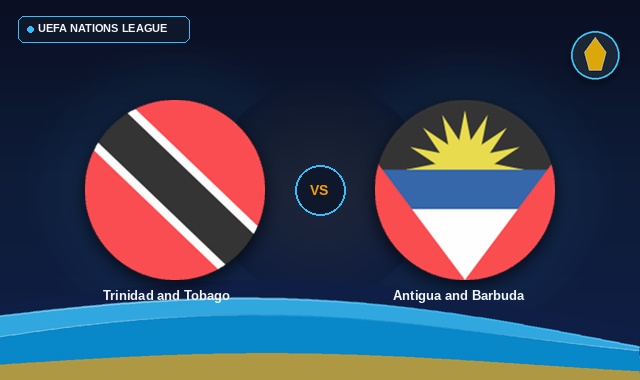 UEFA NATIONS LEAGUE
VS
Trinidad and Tobago
Antigua and Barbuda